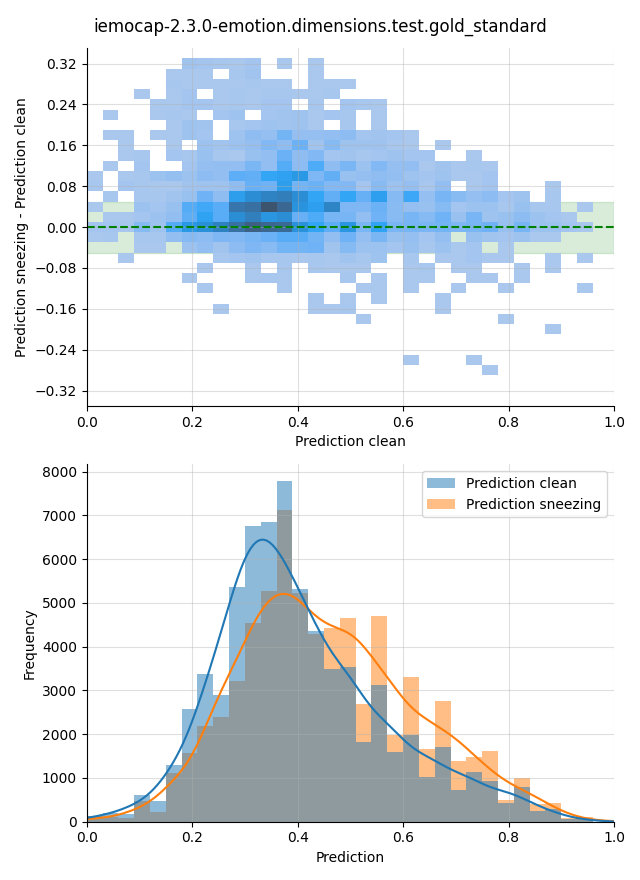 iemocap-2.3.0-emotion.dimensions.test.gold_standard
Prediction sneezing - Prediction clean
0.32
0.24
0.16
0.08
0.00
−0.08
−0.16
−0.24
−0.32
0.0 0.2 0.4 0.6 0.8 1.0
Prediction clean
Frequency
8000
7000
6000
5000
4000
3000
2000
1000
0
Prediction clean
Prediction sneezing
0.0 0.2 0.4 0.6 0.8 1.0
Prediction